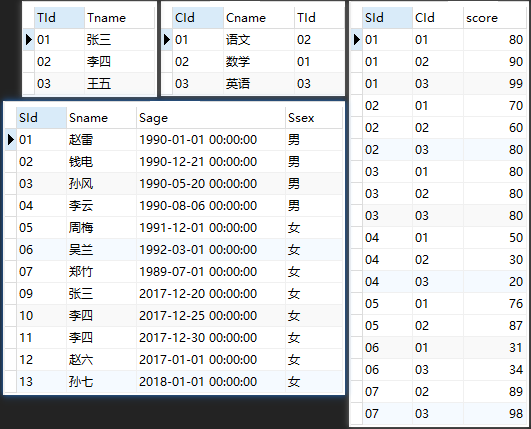 TId Tname
01 张三
02 李四
03 王五
CId Cname TId
01 语文 02
02 数学 01
03 英语 03
SId Sname Sage Ssex
01 赵雷 1990-01-01 00:00:00 男
02 钱电 1990-12-21 00:00:00 男
03 孙风 1990-05-20 00:00:00 男
04 李云 1990-08-06 00:00:00 男
05 周梅 1991-12-01 00:00:00 女
06 吴兰 1992-03-01 00:00:00 女
07 郑竹 1989-07-01 00:00:00 女
09 张三 2017-12-20 00:00:00 女
10 李四 2017-12-25 00:00:00 女
11 李四 2017-12-30 00:00:00 女
12 赵六 2017-01-01 00:00:00 女
13 孙七 2018-01-01 00:00:00 女
SId CId score
01 01 80
01 02 90
01 03 99
02 01 70
02 02 60
02 03 80
03 01 80
03 02 80
03 03 80
04 01 50
04 02 30
04 03 20
05 01 76
05 02 87
06 01 31
06 03 34
07 02 89
07 03 98